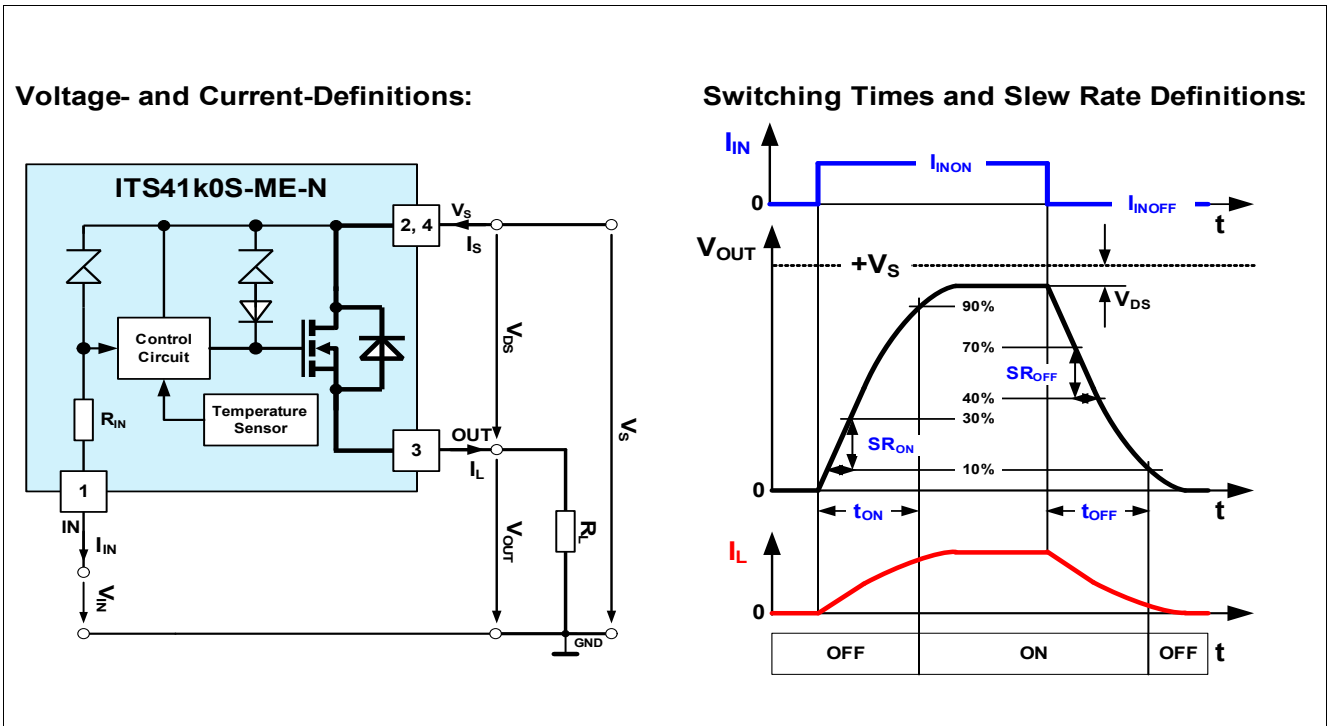 Voltage- and Current-Definitions:
ITS41k0S-ME-N
2, 4
VS
IS
Control
Circuit
Temperature
Sensor
RIN
VDS
VS
3
OUT
IL
1
IN
IIN
VIN
VOUT
RL
GND
Switching Times and Slew Rate Definitions:
IIN
IINON
0
IINOFF
t
VOUT
+VS
VDS
90%
70%
SROFF
40%
30%
SRON
10%
0
t
tON
tOFF
IL
0
OFF
ON
OFF
t